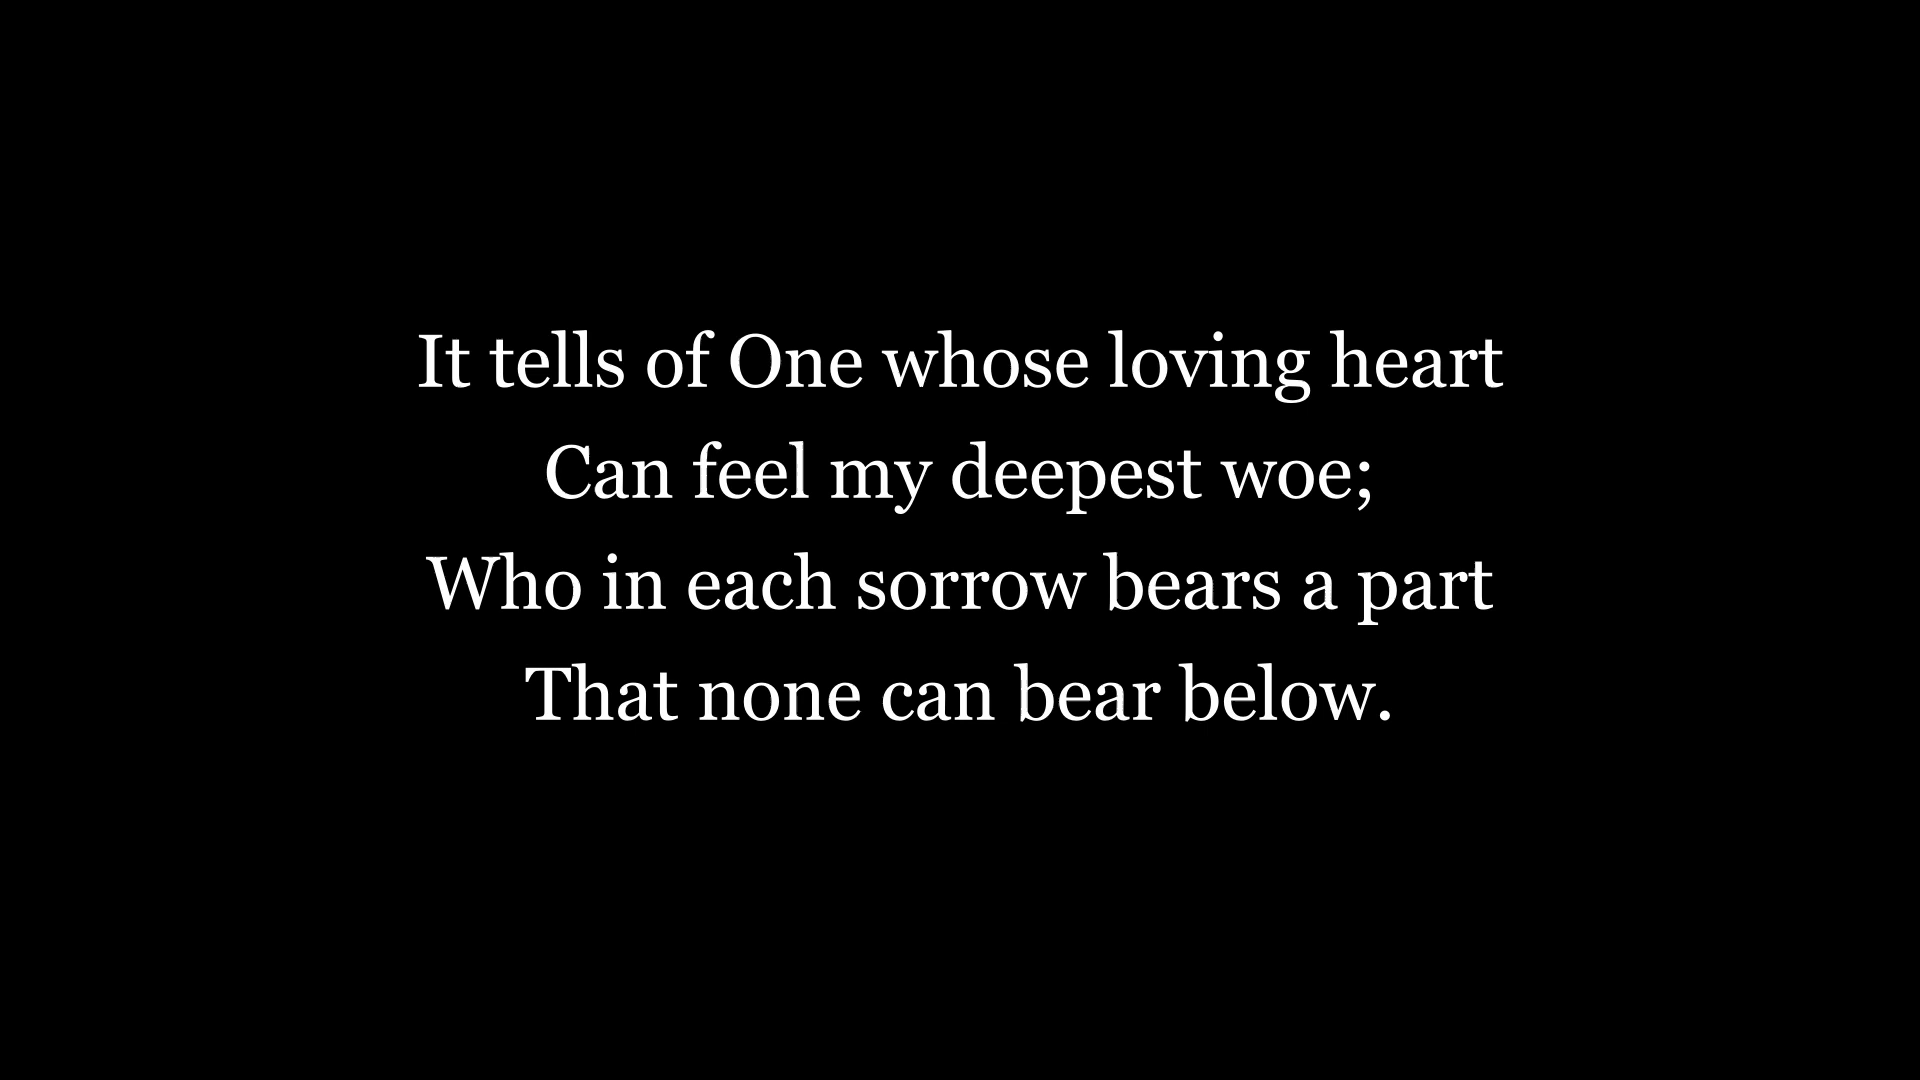 It tells of One whose loving heart
Can feel my deepest woe;
Who in each sorrow bears a part
That none can bear below.